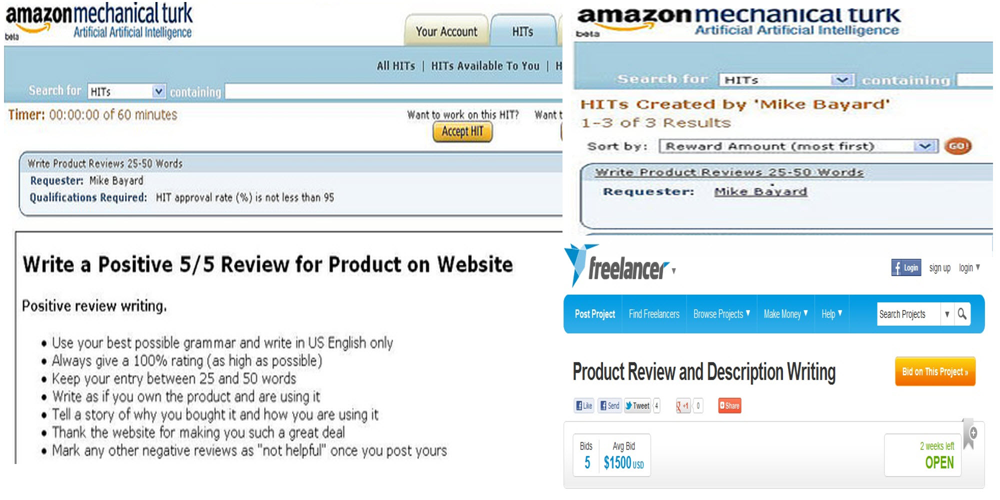 amazonmechanical turk
beta
Artificial Artificial Intelligence
Your Account
HITs
All HITs | HITs Available To You | H
Search for HITs containing
Timer: 00:00:00 of 60 minutes
Want to work on this HIT? Want t
Accept HIT
Write Product Reviews 25-50 Words
Requester: Mike Bayard
Qualifications Required: HIT approval rate (%) is not less than 95
Write a Positive 5/5 Review for Product on Website
Positive review writing.
• Use your best possible grammar and write in US English only
• Always give a 100% rating (as high as possible)
• Keep your entry between 25 and 50 words
• Write as if you own the product and are using it
• Tell a story of why you bought it and how you are using it
• Thank the website for making you such a great deal
• Mark any other negative reviews as "not helpful" once you post yours
amazonmechanical turk
beta
Artificial Artificial Intelligence
Search for HITs containing
HITs Created by 'Mike Bayard'
1-3 of 3 Results
Sort by: Reward Amount (most first) GO!
Write Product Reviews 25-50 Words
Requester: Mike Bayard
freelancer
f Login sign up login
Post Project Find Freelancers Browse Projects Make Money Help Search Projects
Product Review and Description Writing
Bid on This Project »
Like Send Tweet 4 g +1 0 Share
Bids Avg Bid
5 $1500 USD
2 weeks left
OPEN